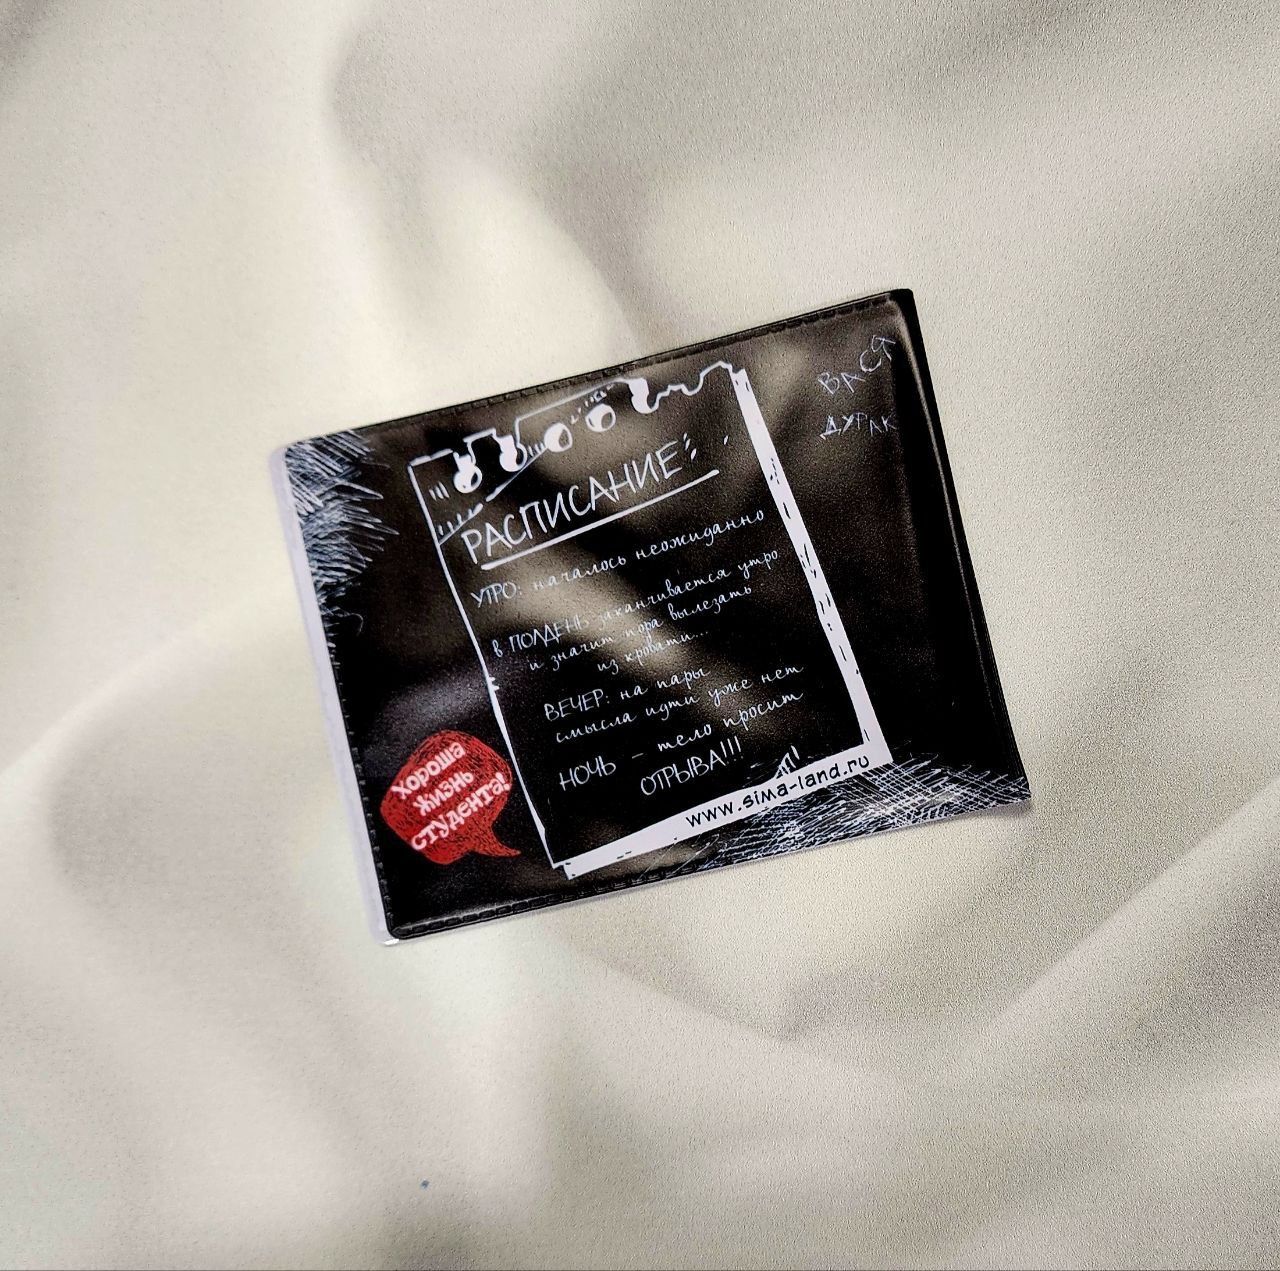 ВАСЯ
ДУРАК
РАСПИСАНИЕ:
УТРО: началось неожиданно
в ПОЛДЕНЬ заканчивается утро
и значит пора вылезать
из кровати...
ВЕЧЕР: на пары
смысла идти уже нет
НОЧЬ – тело просит
ОТРЫВА!!!
www.sima-land.ru
Хороша
жизнь
студента!